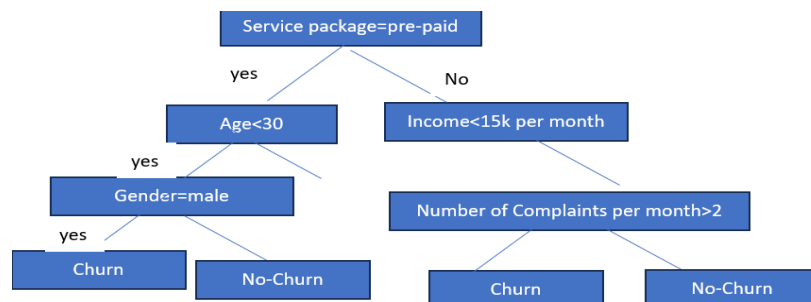 Service package=pre-paid
yes
No
Age<30
Income<15k per month
yes
Gender=male
Number of Complaints per month>2
yes
Churn
No-Churn
Churn
No-Churn